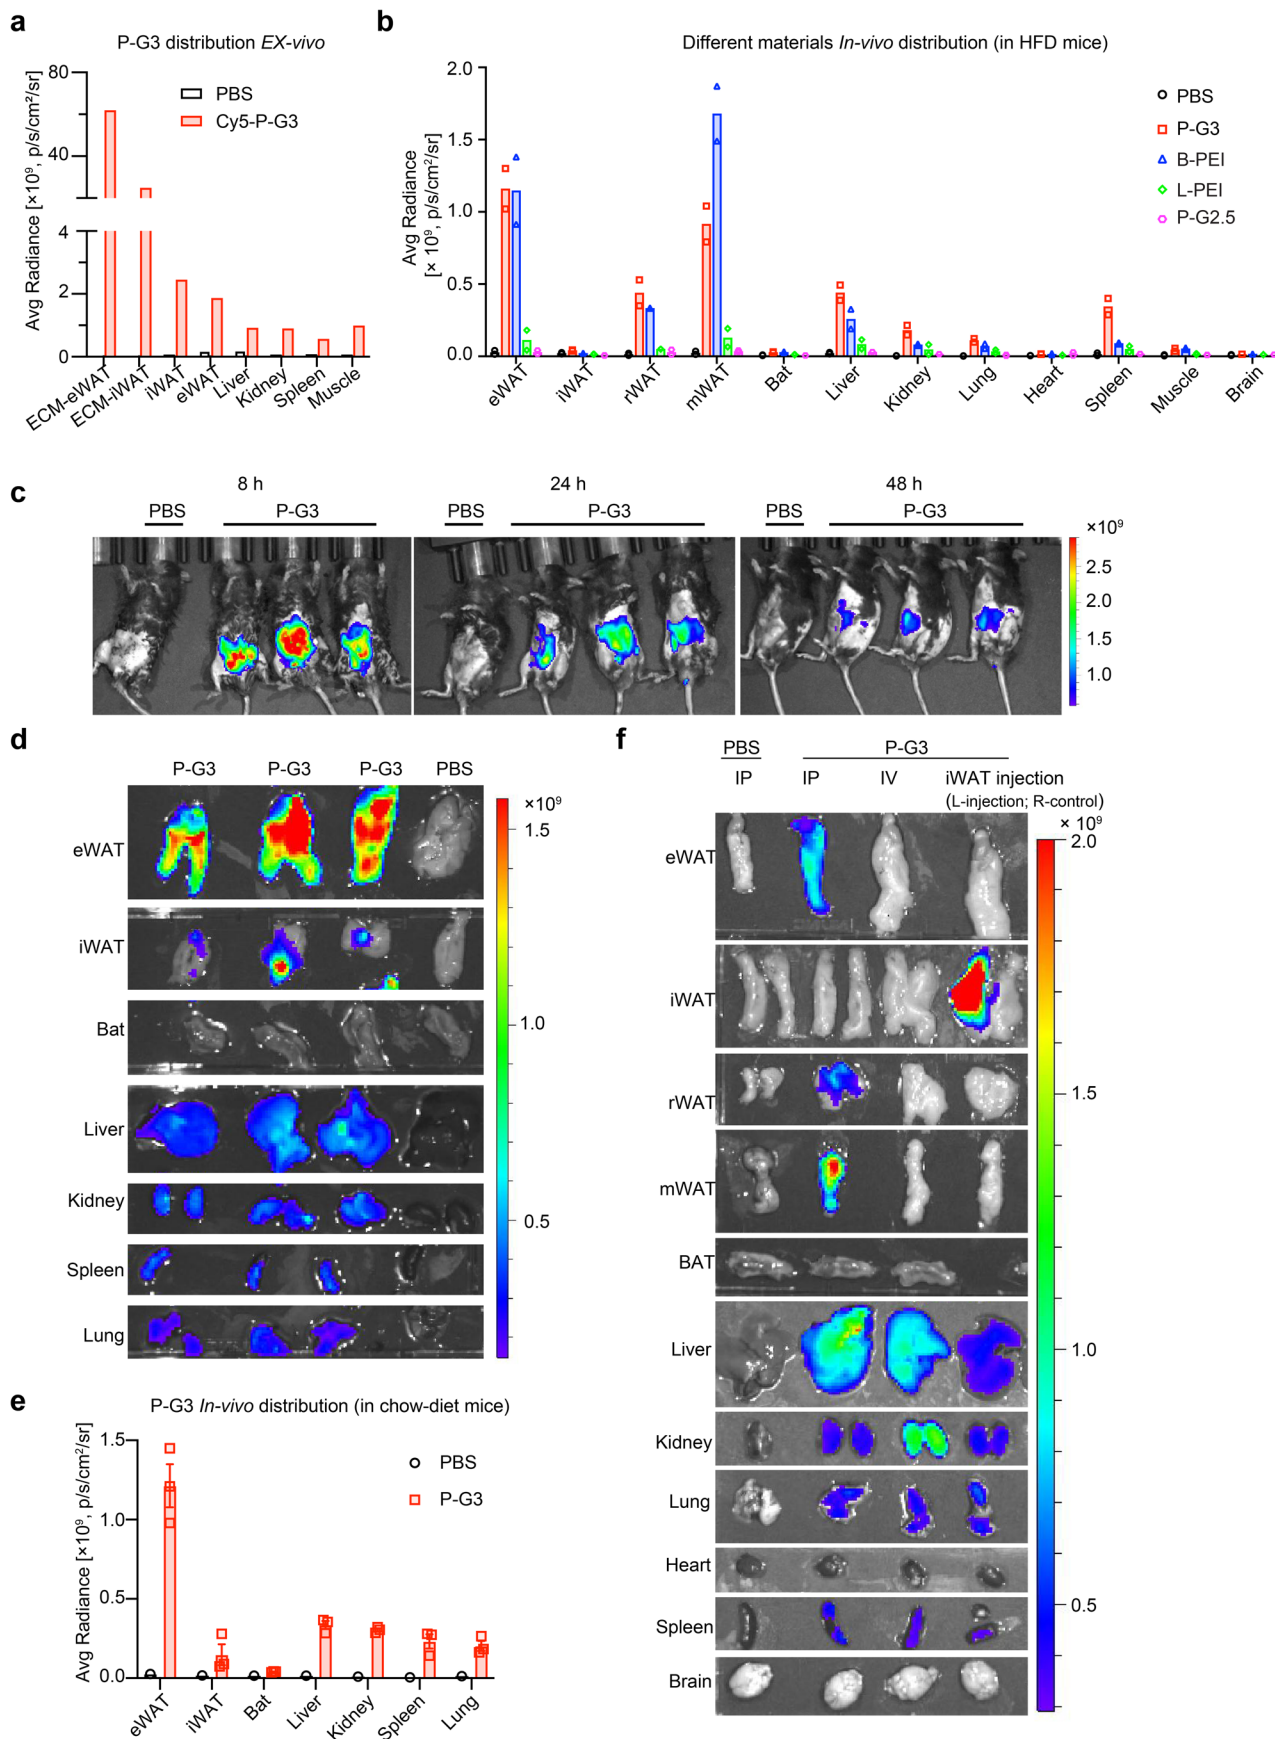 a
P-G3 distribution EX-vivo
Avg Radiance [×10⁹, p/s/cm²/sr]
80
40
4
2
0
PBS
Cy5-P-G3
ECM-eWAT
ECM-iWAT
iWAT
eWAT
Liver
Kidney
Spleen
Muscle
b
Different materials In-vivo distribution (in HFD mice)
Avg Radiance
[× 10⁹, p/s/cm²/sr]
2.0
1.5
1.0
0.5
0.0
PBS
P-G3
B-PEI
L-PEI
P-G2.5
eWAT
iWAT
rWAT
mWAT
Bat
Liver
Kidney
Lung
Heart
Spleen
Muscle
Brain
c
8 h
24 h
48 h
PBS
P-G3
PBS
P-G3
PBS
P-G3
×10⁹
2.5
2.0
1.5
1.0
d
P-G3
P-G3
P-G3
PBS
eWAT
iWAT
Bat
Liver
Kidney
Spleen
Lung
×10⁹
1.5
1.0
0.5
e
P-G3 In-vivo distribution (in chow-diet mice)
Avg Radiance [×10⁹, p/s/cm²/sr]
1.5
1.0
0.5
0.0
PBS
P-G3
eWAT
iWAT
Bat
Liver
Kidney
Spleen
Lung
f
PBS
P-G3
IP
IP
IV
iWAT injection
(L-injection; R-control)
eWAT
iWAT
rWAT
mWAT
BAT
Liver
Kidney
Lung
Heart
Spleen
Brain
× 10⁹
2.0
1.5
1.0
0.5